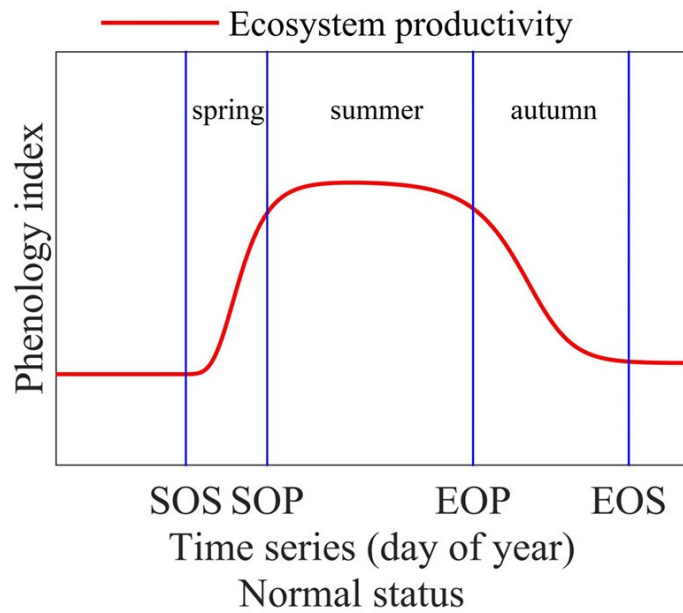 Ecosystem productivity
spring summer autumn
Phenology index
SOS SOP EOP EOS
Time series (day of year)
Normal status